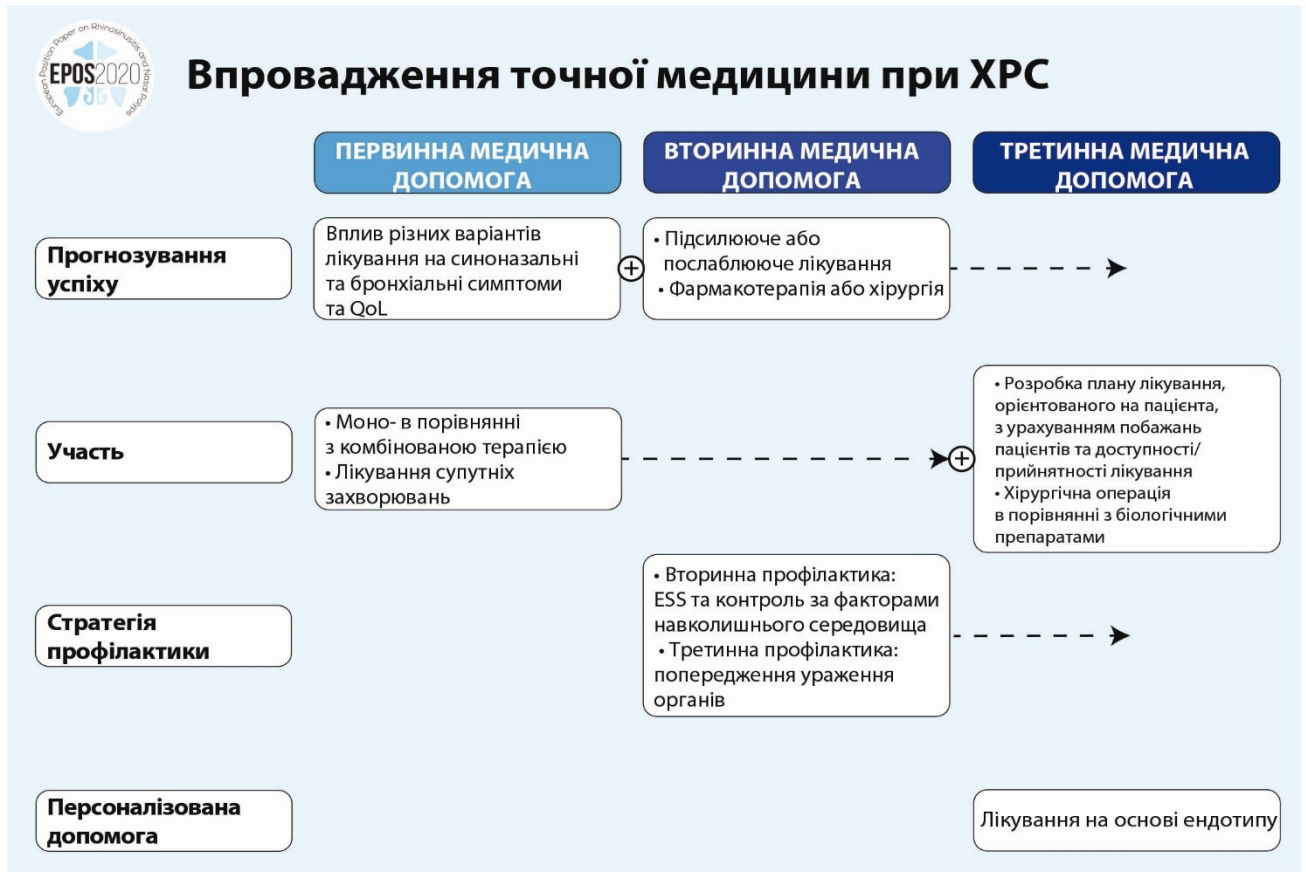 European Position Paper on Rhinosinusitis and Nasal Polyps
EPOS2020
Впровадження точної медицини при ХРС
ПЕРВИННА МЕДИЧНА
ДОПОМОГА
ВТОРИННА МЕДИЧНА
ДОПОМОГА
ТРЕТИННА МЕДИЧНА
ДОПОМОГА
Прогнозування
успіху
Вплив різних варіантів
лікування на синоназальні
та бронхіальні симптоми
та QoL
• Підсилююче або
послаблююче лікування
• Фармакотерапія або хірургія
Участь
• Моно- в порівнянні
з комбінованою терапією
• Лікування супутніх
захворювань
• Розробка плану лікування,
орієнтованого на пацієнта,
з урахуванням побажань
пацієнтів та доступності/
прийнятності лікування
• Хірургічна операція
в порівнянні з біологічними
препаратами
Стратегія
профілактики
• Вторинна профілактика:
ESS та контроль за факторами
навколишнього середовища
• Третинна профілактика:
попередження ураження
органів
Персоналізована
допомога
Лікування на основі ендотипу